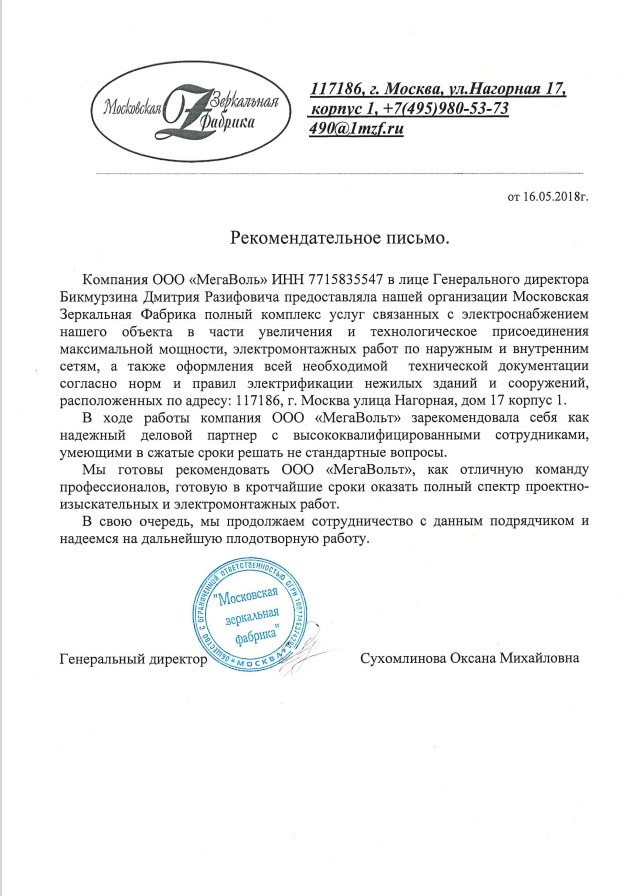 Московская Зеркальная
Фабрика
117186, г. Москва, ул.Нагорная 17,
корпус 1, +7(495)980-53-73
490@1mzf.ru
от 16.05.2018г.
Рекомендательное письмо.
Компания ООО «МегаВоль» ИНН 7715835547 в лице Генерального директора
Бикмурзина Дмитрия Разифовича предоставляла нашей организации Московская
Зеркальная Фабрика полный комплекс услуг связанных с электроснабжением
нашего объекта в части увеличения и технологическое присоединения
максимальной мощности, электромонтажных работ по наружным и внутренним
сетям, а также оформления всей необходимой технической документации
согласно норм и правил электрификации нежилых зданий и сооружений,
расположенных по адресу: 117186, г. Москва улица Нагорная, дом 17 корпус 1.
В ходе работы компания ООО «МегаВольт» зарекомендовала себя как
надежный деловой партнер с высококвалифицированными сотрудниками,
умеющими в сжатые сроки решать не стандартные вопросы.
Мы готовы рекомендовать ООО «МегаВольт», как отличную команду
профессионалов, готовую в кротчайшие сроки оказать полный спектр проектно-
изыскательных и электромонтажных работ.
В свою очередь, мы продолжаем сотрудничество с данным подрядчиком и
надеемся на дальнейшую плодотворную работу.
ОБЩЕСТВО С ОГРАНИЧЕННОЙ ОТВЕТСТВЕННОСТЬЮ ОГРН
"Московская
зеркальная
фабрика"
МОСКВА
Генеральный директор Сухомлинова Оксана Михайловна